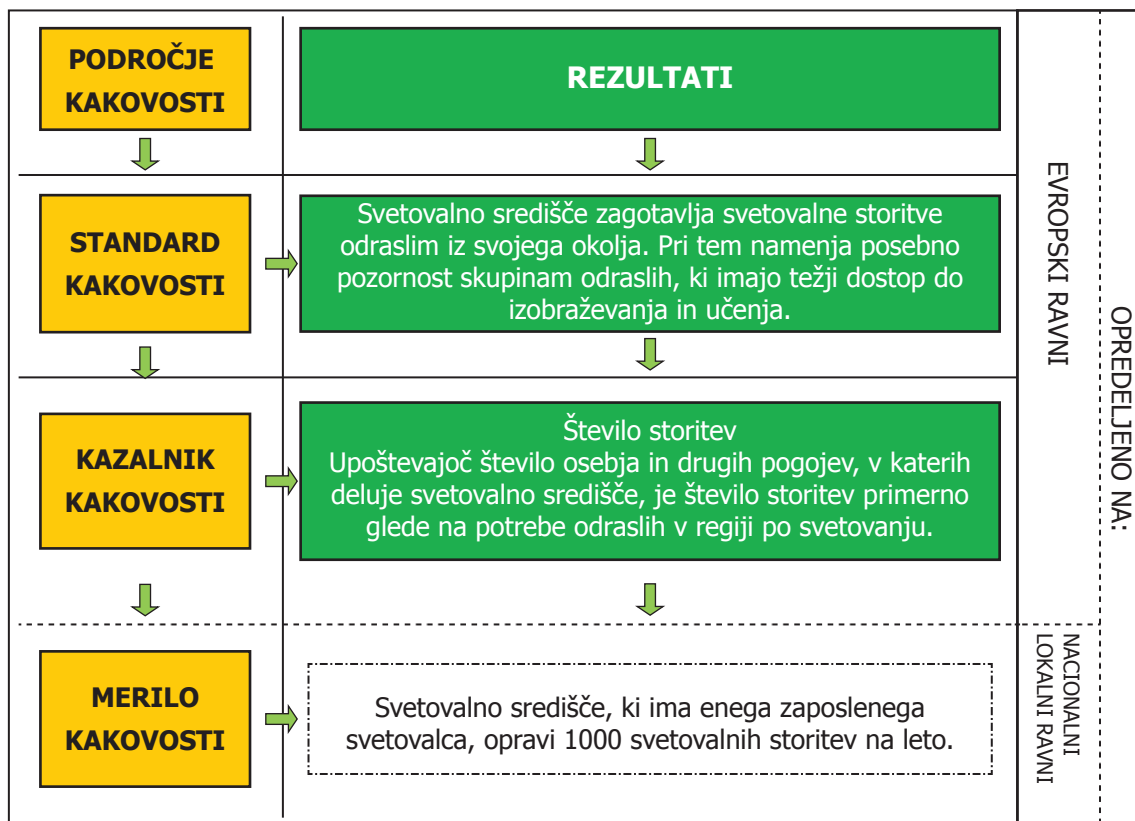 PODROČJE
KAKOVOSTI
REZULTATI
STANDARD
KAKOVOSTI
Svetovalno središče zagotavlja svetovalne storitve
odraslim iz svojega okolja. Pri tem namenja posebno
pozornost skupinam odraslih, ki imajo težji dostop do
izobraževanja in učenja.
KAZALNIK
KAKOVOSTI
Število storitev
Upoštevajoč število osebja in drugih pogojev, v katerih
deluje svetovalno središče, je število storitev primerno
glede na potrebe odraslih v regiji po svetovanju.
MERILO
KAKOVOSTI
Svetovalno središče, ki ima enega zaposlenega
svetovalca, opravi 1000 svetovalnih storitev na leto.
EVROPSKI RAVNI
NACIONALNI
LOKALNI RAVNI
OPREDELJENO NA: